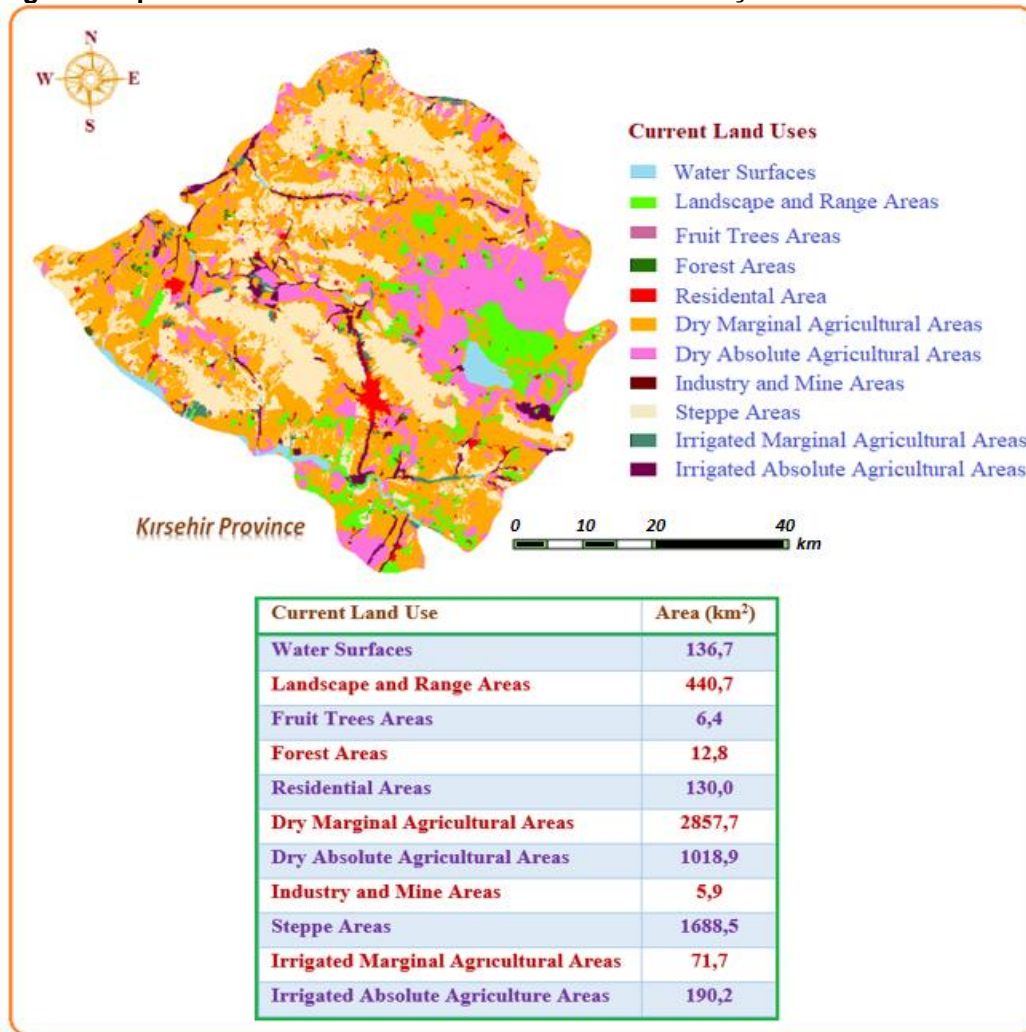 N
W E
S
Current Land Uses
Water Surfaces
Landscape and Range Areas
Fruit Trees Areas
Forest Areas
Residental Area
Dry Marginal Agricultural Areas
Dry Absolute Agricultural Areas
Industry and Mine Areas
Steppe Areas
Irrigated Marginal Agricultural Areas
Irrigated Absolute Agricultural Areas
Kırsehir Province
0 10 20 40
km
Current Land Use Area (km²)
Water Surfaces 136,7
Landscape and Range Areas 440,7
Fruit Trees Areas 6,4
Forest Areas 12,8
Residential Areas 130,0
Dry Marginal Agricultural Areas 2857,7
Dry Absolute Agricultural Areas 1018,9
Industry and Mine Areas 5,9
Steppe Areas 1688,5
Irrigated Marginal Agrıcultural Areas 71,7
Irrigated Absolute Agriculture Areas 190,2